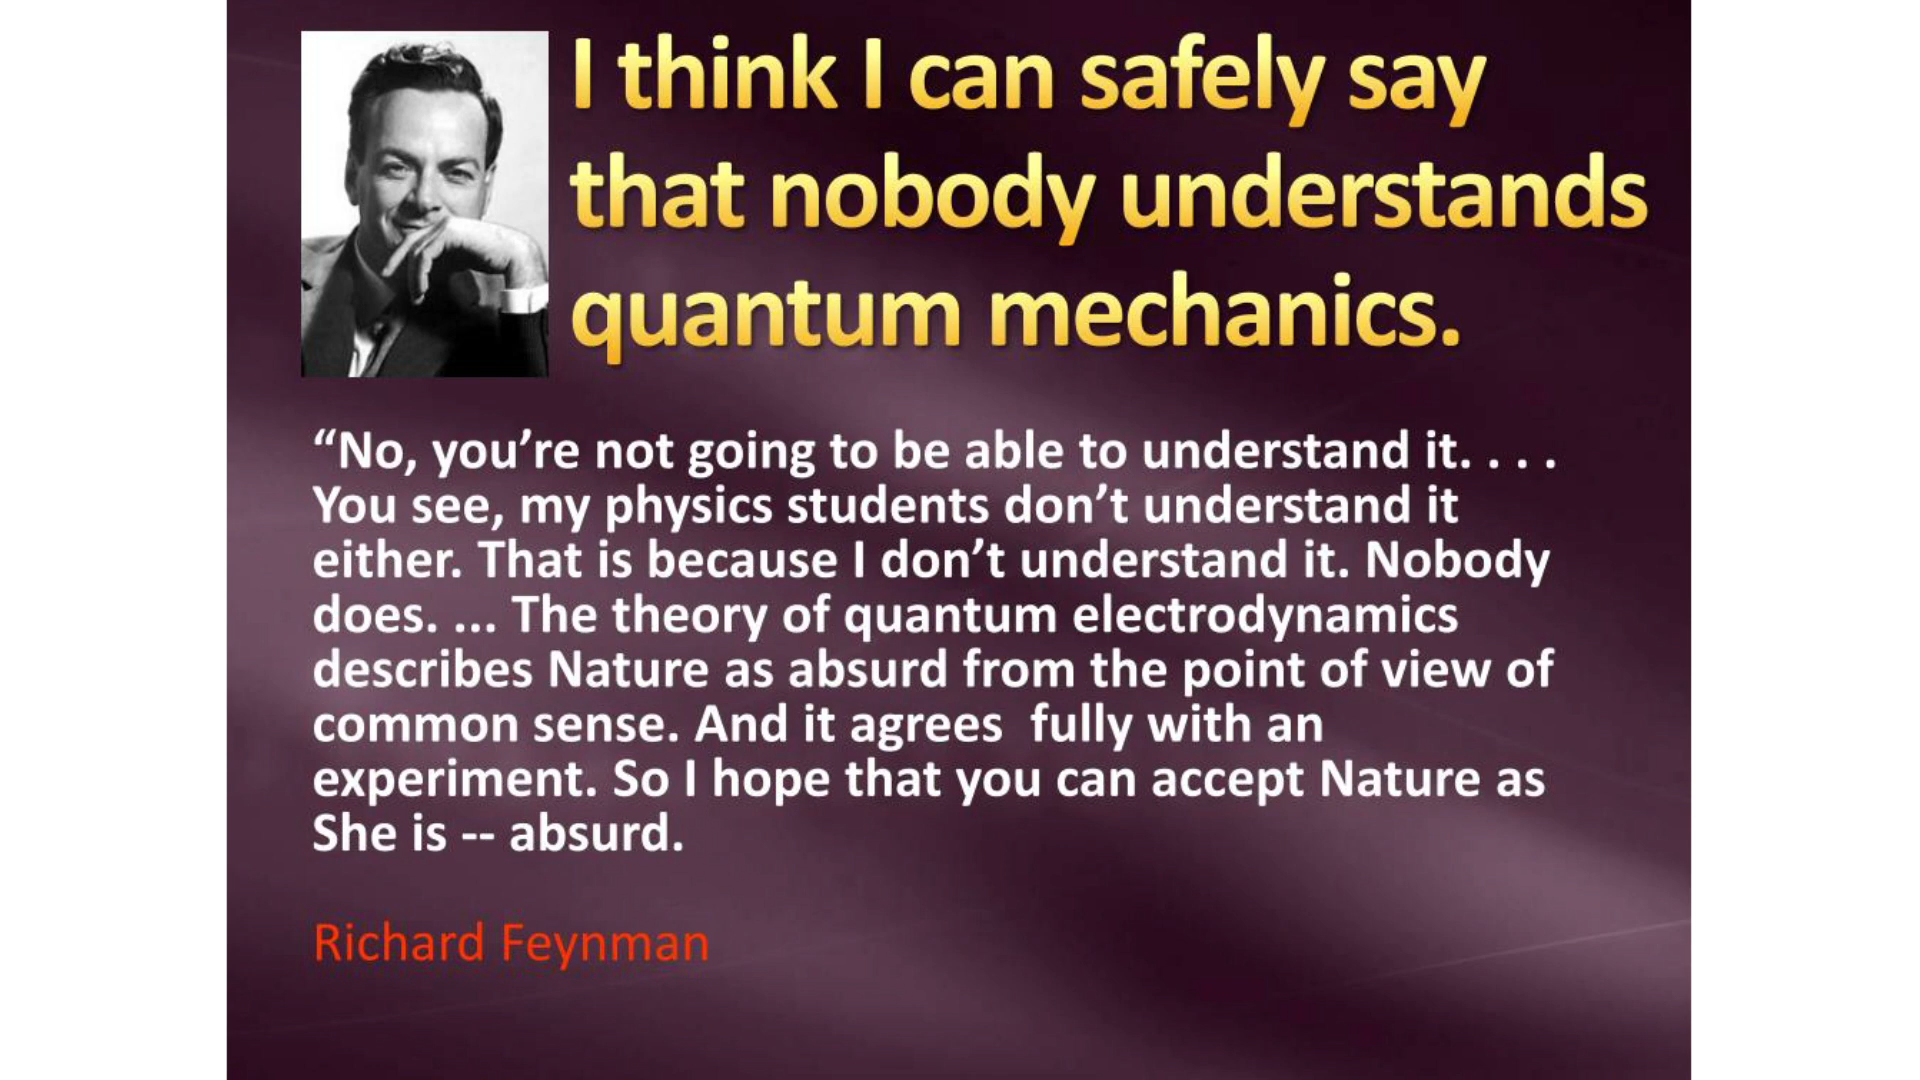 I think I can safely say
that nobody understands
quantum mechanics.
“No, you’re not going to be able to understand it. . . .
You see, my physics students don’t understand it
either. That is because I don’t understand it. Nobody
does. ... The theory of quantum electrodynamics
describes Nature as absurd from the point of view of
common sense. And it agrees  fully with an
experiment. So I hope that you can accept Nature as
She is -- absurd.
Richard Feynman